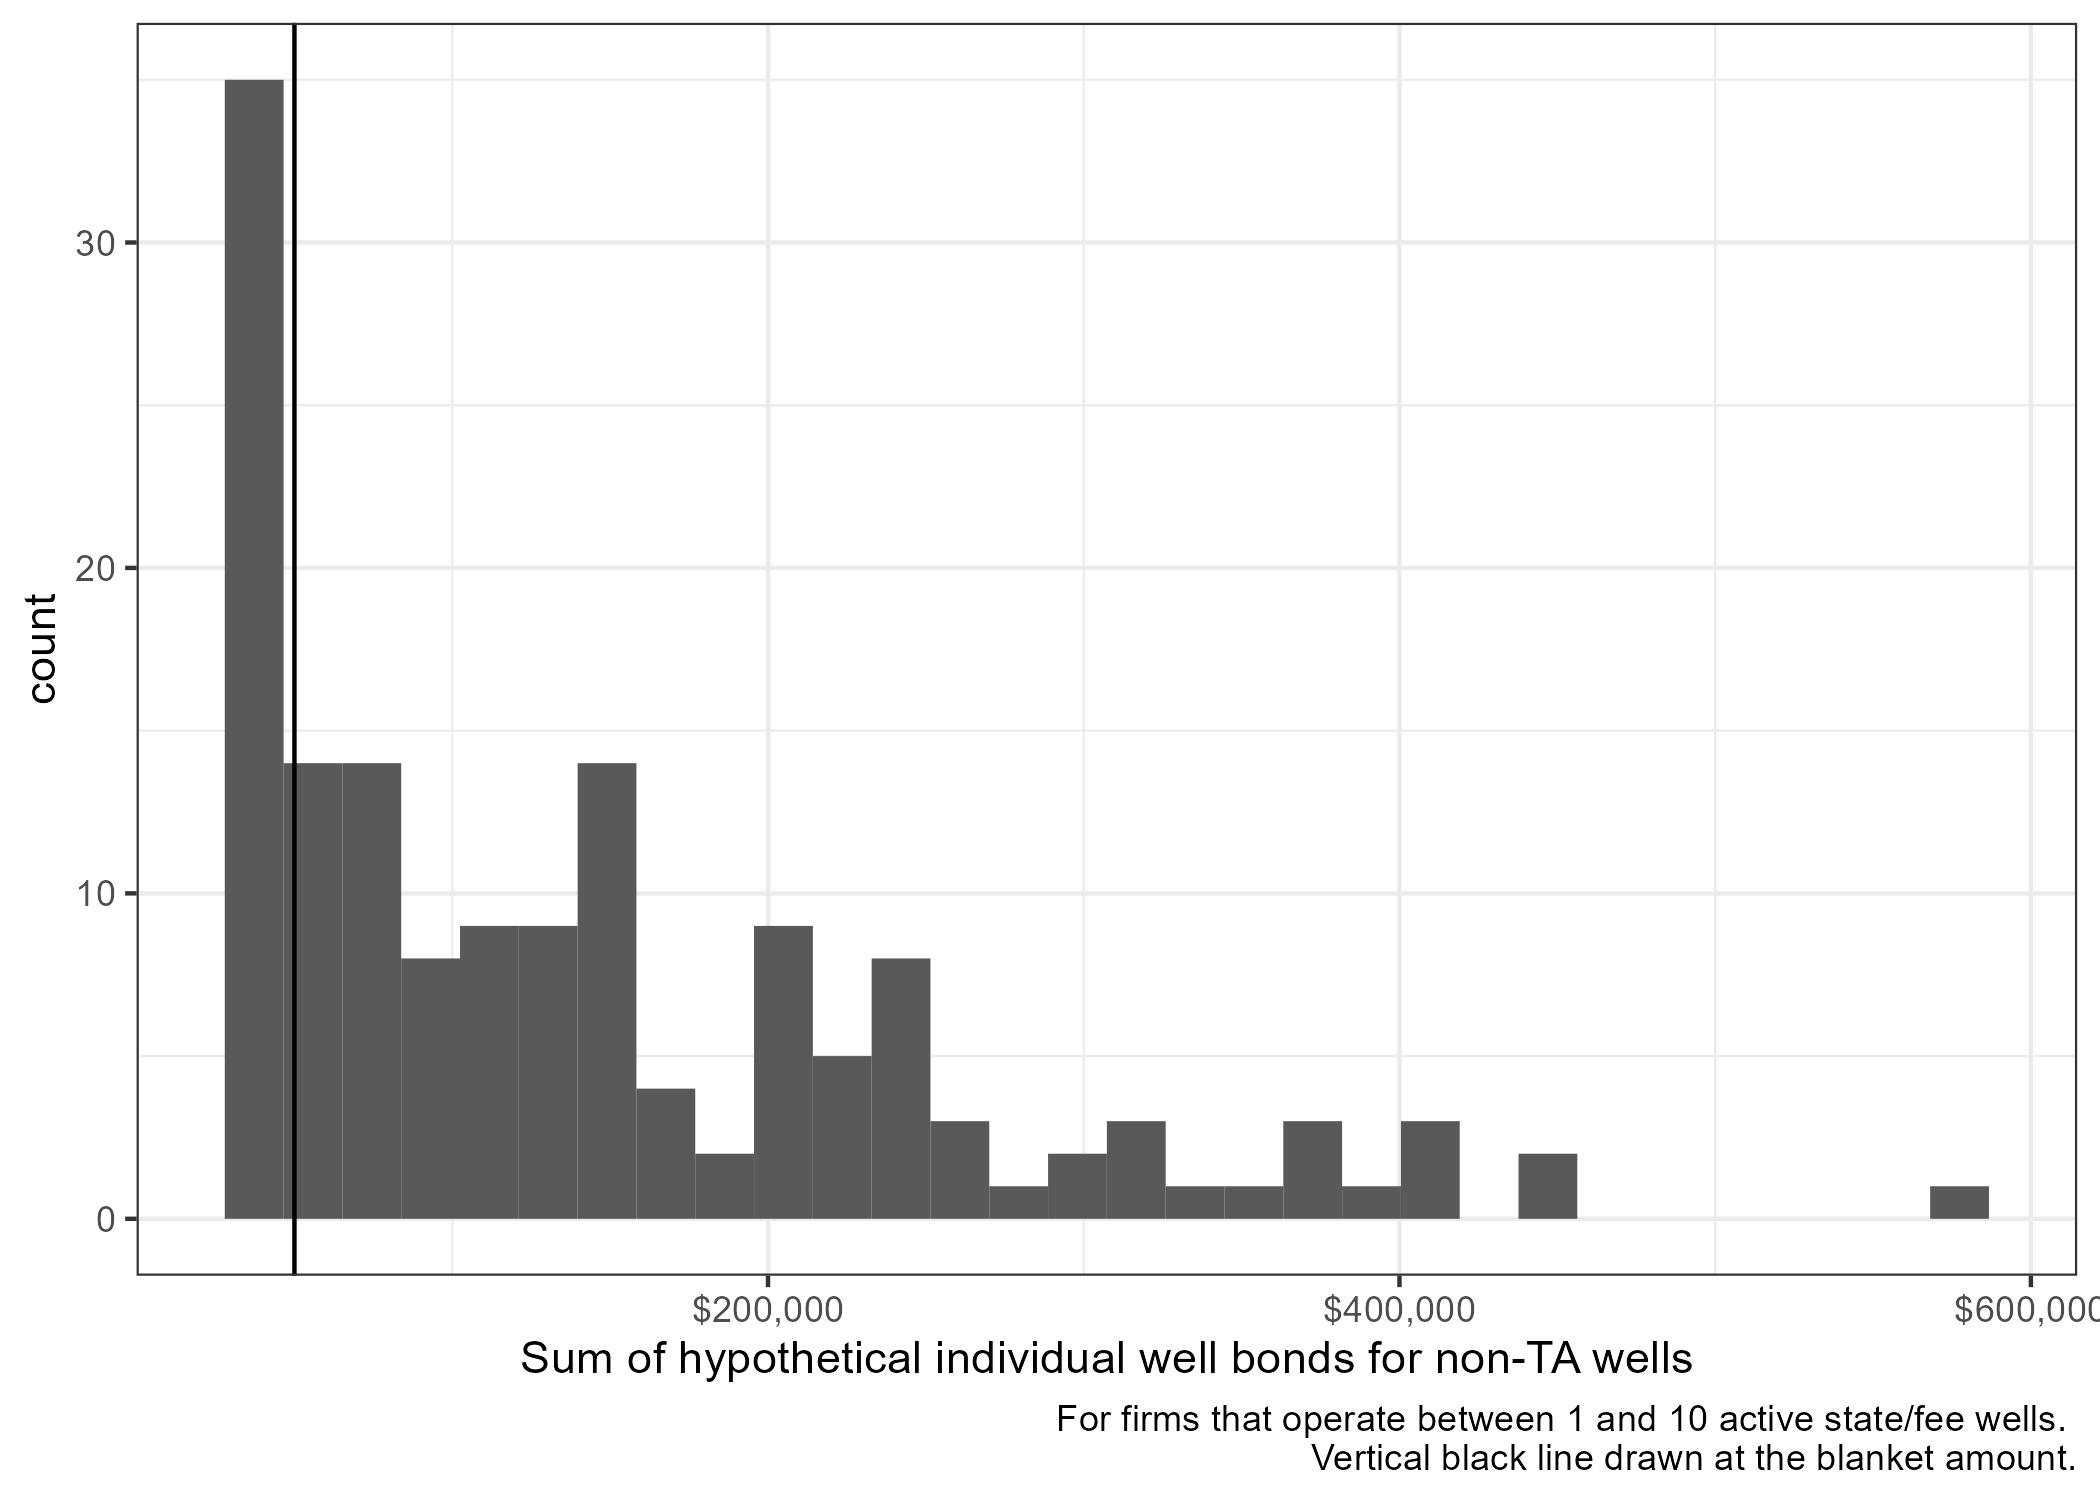 30
20
10
0
count
$200,000
$400,000
$600,000
Sum of hypothetical individual well bonds for non-TA wells
For firms that operate between 1 and 10 active state/fee wells.
Vertical black line drawn at the blanket amount.